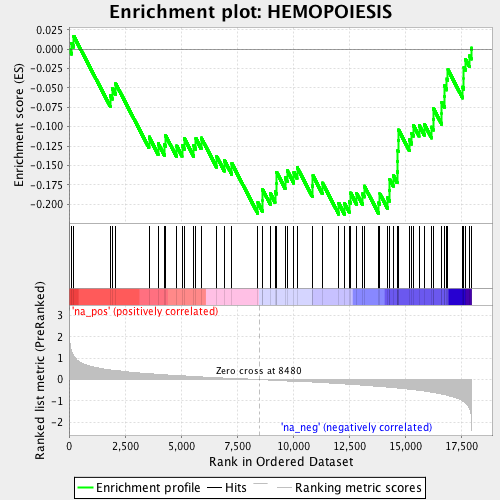 Enrichment plot: HEMOPOIESIS
Enrichment score (ES)
0.025
0.000
-0.025
-0.050
-0.075
-0.100
-0.125
-0.150
-0.175
-0.200
'na_pos' (positively correlated)
Ranked list metric (PreRanked)
3
2
1
0
-1
-2
Zero cross at 8480
'na_neg' (negatively correlated)
0
2,500
5,000
7,500
10,000
12,500
15,000
17,500
Rank in Ordered Dataset
Enrichment profile
Hits
Ranking metric scores